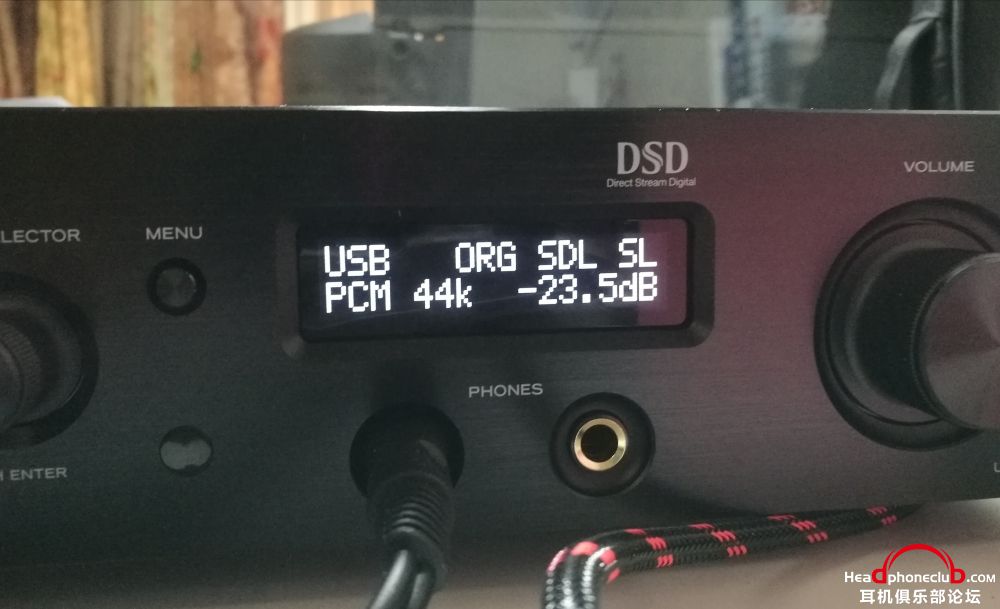 DSD
Direct Stream Digital
VOLUME
LECTOR
MENU
USB ORG SDL SL
PCM 44k -23.5dB
PHONES
H ENTER
HeadphoneclubD.com
耳机俱乐部论坛